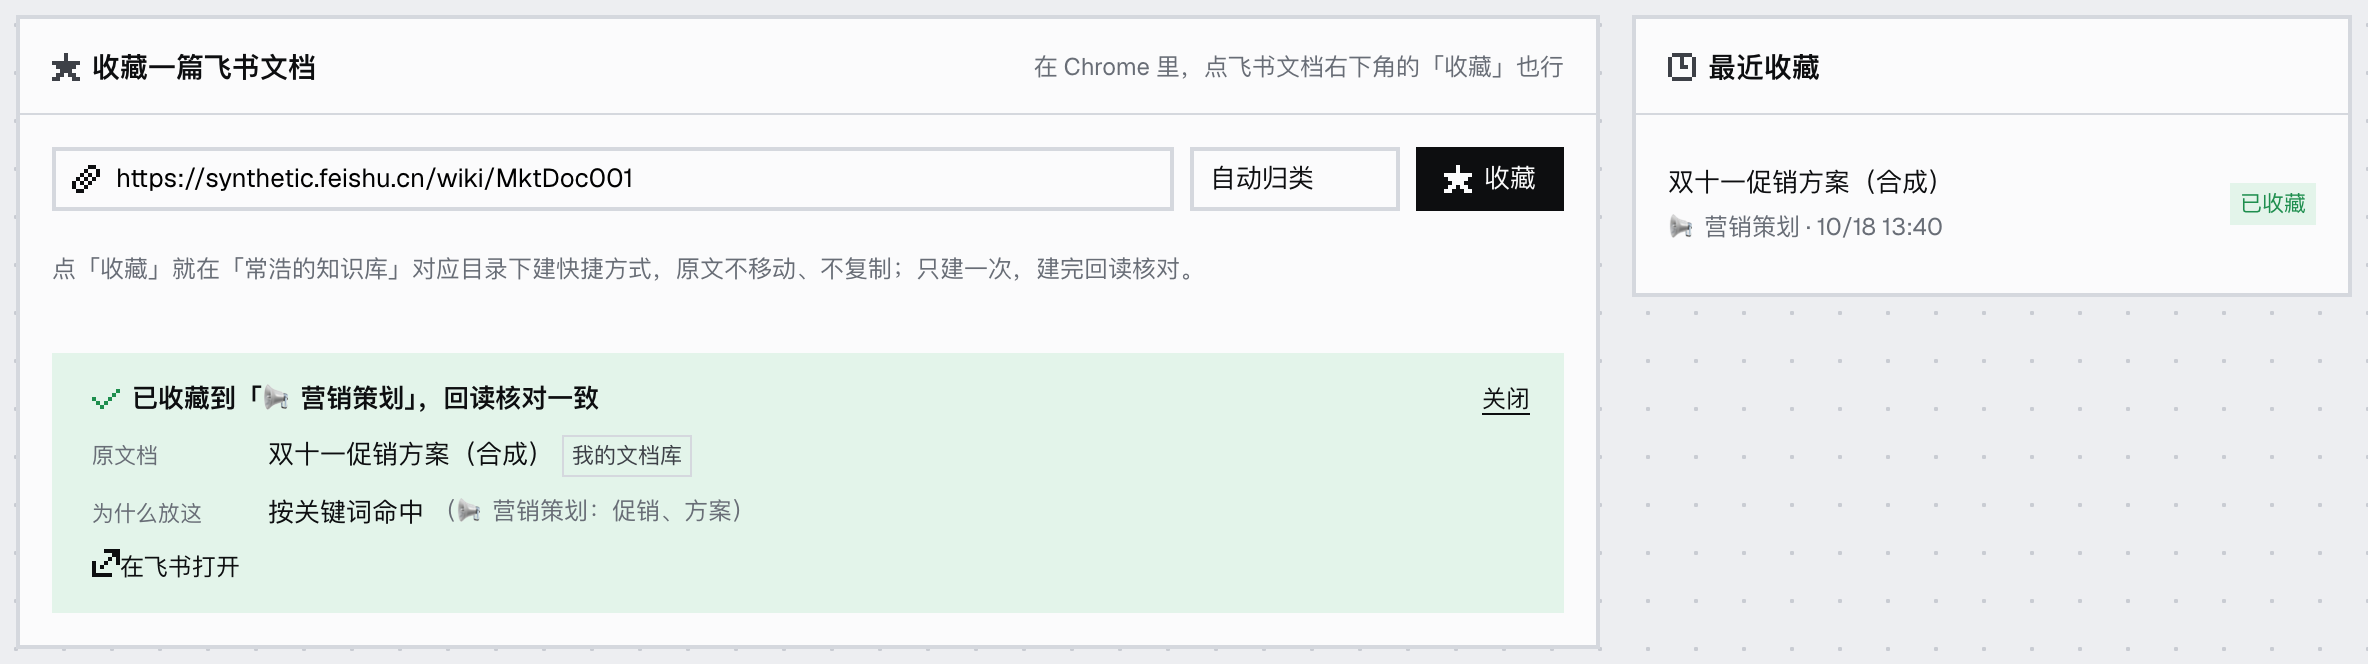 收藏一篇飞书文档
在 Chrome 里，点飞书文档右下角的「收藏」也行
https://synthetic.feishu.cn/wiki/MktDoc001
自动归类
收藏
点「收藏」就在「常浩的知识库」对应目录下建快捷方式，原文不移动、不复制；只建一次，建完回读核对。
已收藏到「📢 营销策划」，回读核对一致
关闭
原文档 双十一促销方案（合成） 我的文档库
为什么放这 按关键词命中 （📢 营销策划：促销、方案）
在飞书打开
最近收藏
双十一促销方案（合成）
📢 营销策划 · 10/18 13:40
已收藏